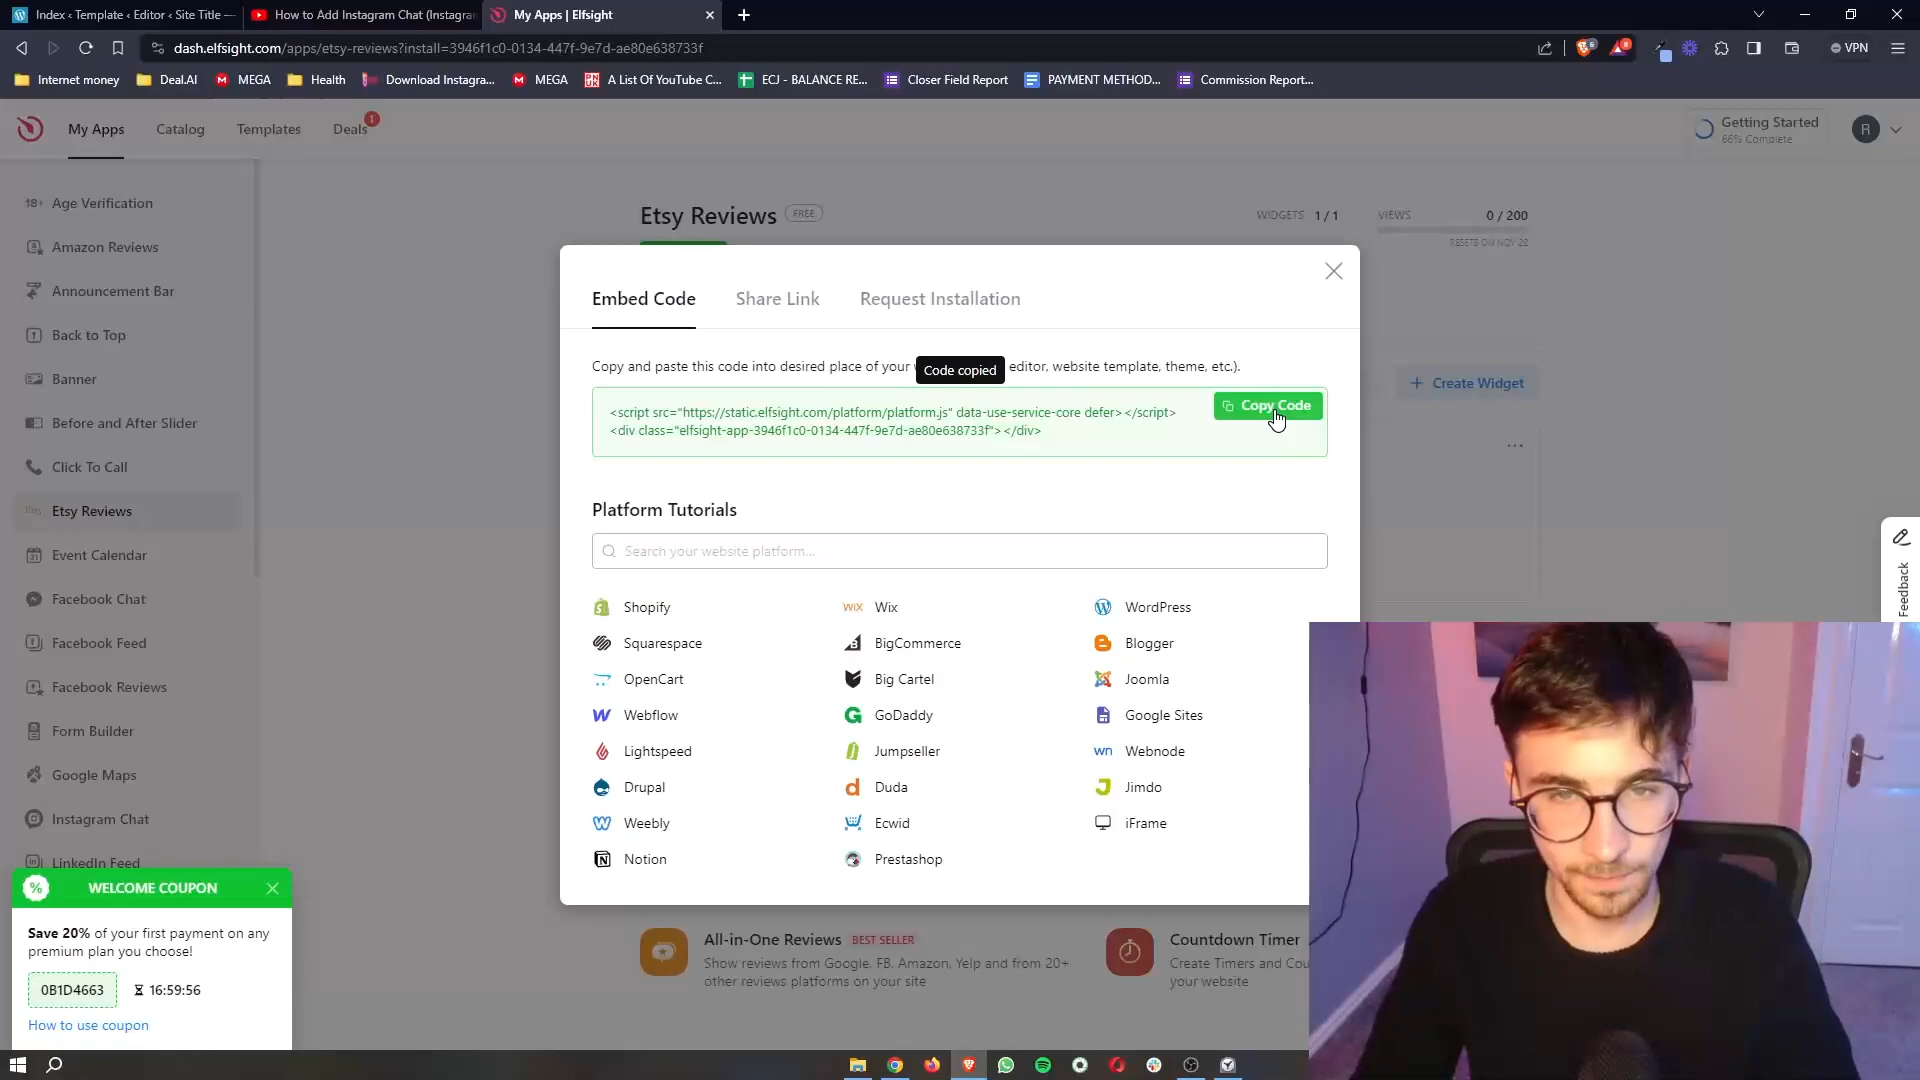 Index ‹ Template ‹ Editor ‹ Site Title —
How to Add Instagram Chat (Instagra
My Apps | Elfsight
dash.elfsight.com/apps/etsy-reviews?install=3946f1c0-0134-447f-9e7d-ae80e638733f
VPN
Internet money
Deal.AI
MEGA
Health
Download Instagra...
MEGA
A List Of YouTube C...
ECJ - BALANCE RE...
Closer Field Report
PAYMENT METHOD...
Commission Report...
My Apps
Catalog
Templates
Deals
1
Getting Started
66% Complete
R
18+ Age Verification
Amazon Reviews
Announcement Bar
Back to Top
Banner
Before and After Slider
Click To Call
Etsy Reviews
Event Calendar
Facebook Chat
Facebook Feed
Facebook Reviews
Form Builder
Google Maps
Instagram Chat
LinkedIn Feed
Etsy Reviews FREE
WIDGETS 1 / 1
VIEWS 0 / 200
RESETS ON NOV 22
+ Create Widget
Embed Code
Share Link
Request Installation
Copy and paste this code into desired place of your
Code copied
editor, website template, theme, etc.).
<script src="https://static.elfsight.com/platform/platform.js" data-use-service-core defer></script>
<div class="elfsight-app-3946f1c0-0134-447f-9e7d-ae80e638733f"></div>
Copy Code
Platform Tutorials
Search your website platform...
Shopify
WIX Wix
WordPress
Squarespace
BigCommerce
Blogger
OpenCart
Big Cartel
Joomla
Webflow
GoDaddy
Google Sites
Lightspeed
Jumpseller
wn Webnode
Drupal
Duda
Jimdo
Weebly
Ecwid
iFrame
Notion
Prestashop
Feedback
% WELCOME COUPON
Save 20% of your first payment on any
premium plan you choose!
0B1D4663
16:59:56
How to use coupon
All-in-One Reviews BEST SELLER
Show reviews from Google, FB, Amazon, Yelp and from 20+
other reviews platforms on your site
Countdown Timer
Create Timers and Cou
your website